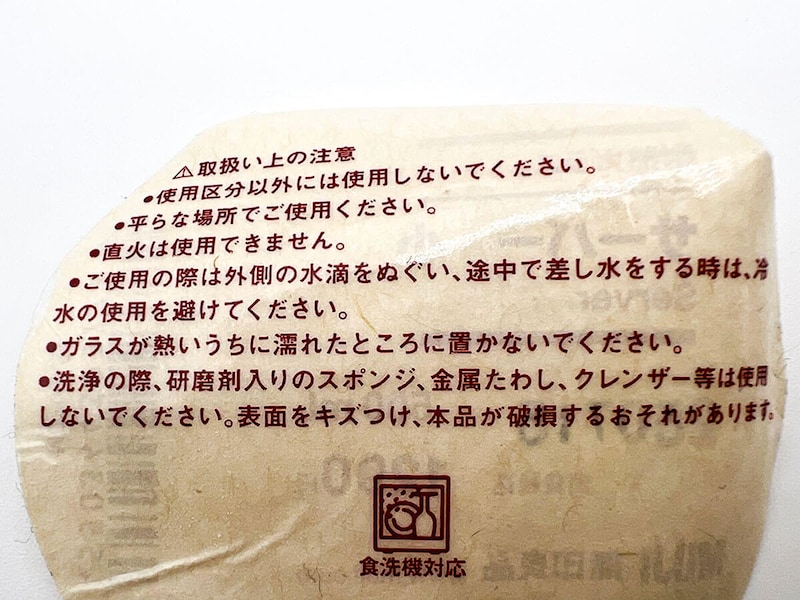 ⚠取扱い上の注意
●使用区分以外には使用しないでください。
●平らな場所でご使用ください。
●直火は使用できません。
●ご使用の際は外側の水滴をぬぐい、途中で差し水をする時は、冷
水の使用を避けてください。
●ガラスが熱いうちに濡れたところに置かないでください。
●洗浄の際、研磨剤入りのスポンジ、金属たわし、クレンザー等は使用
しないでください。表面をキズつけ、本品が破損するおそれがあります。
食洗機対応